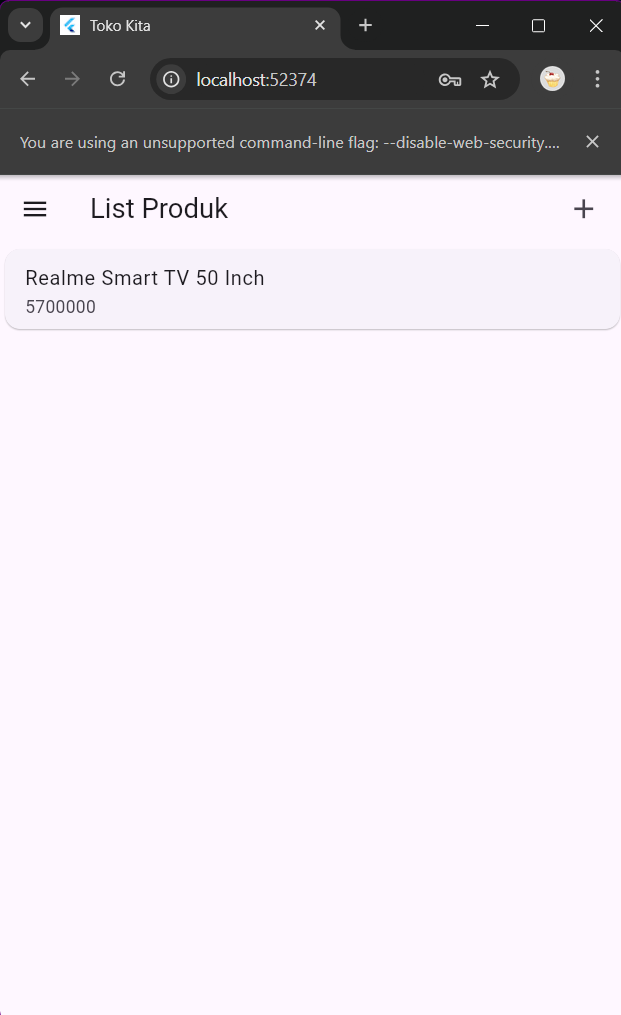 Toko Kita
localhost:52374
You are using an unsupported command-line flag: --disable-web-security....
List Produk
Realme Smart TV 50 Inch
5700000